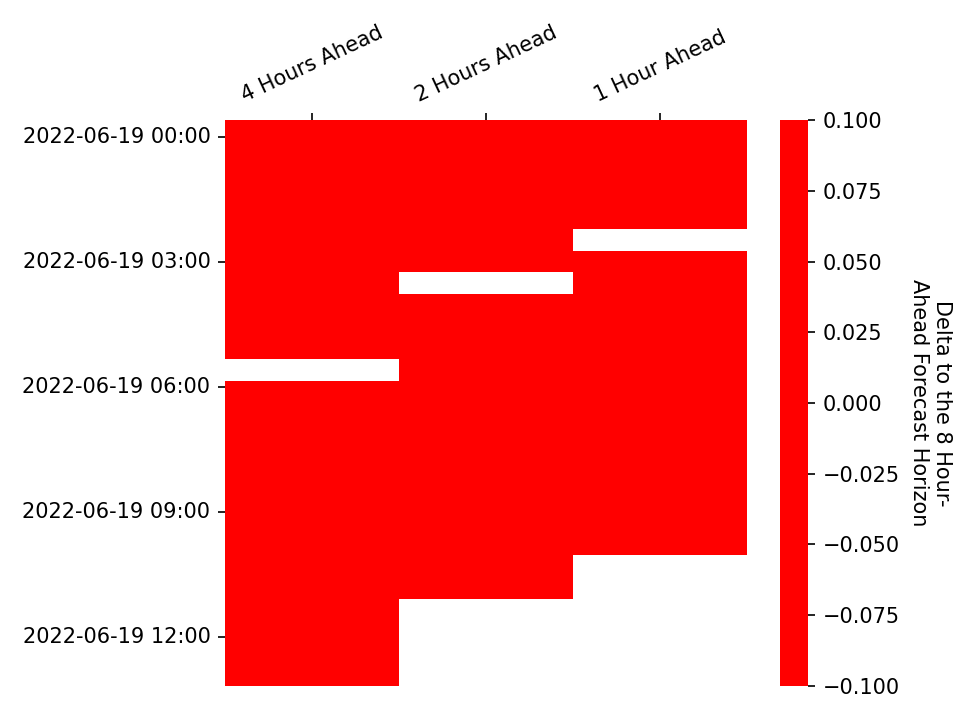 4 Hours Ahead
2 Hours Ahead
1 Hour Ahead
2022-06-19 00:00
2022-06-19 03:00
2022-06-19 06:00
2022-06-19 09:00
2022-06-19 12:00
0.100
0.075
0.050
0.025
0.000
−0.025
−0.050
−0.075
−0.100
Delta to the 8 Hour-
Ahead Forecast Horizon